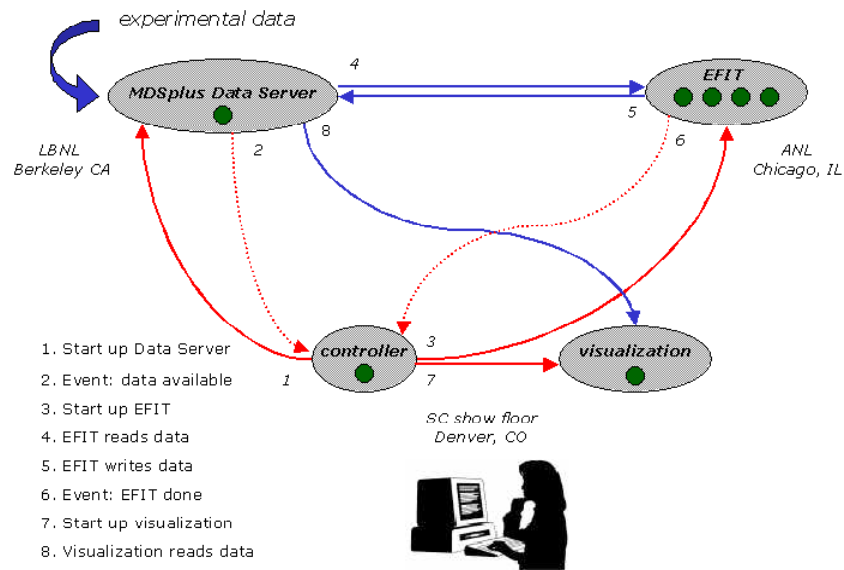 experimental data
4
EFIT
MDSplus Data Server
5
8
2
6
LBNL
Berkeley CA
ANL
Chicago, IL
controller
3
visualization
1
7
1. Start up Data Server
2. Event: data available
3. Start up EFIT
4. EFIT reads data
5. EFIT writes data
6. Event: EFIT done
7. Start up visualization
8. Visualization reads data
SC show floor
Denver, CO